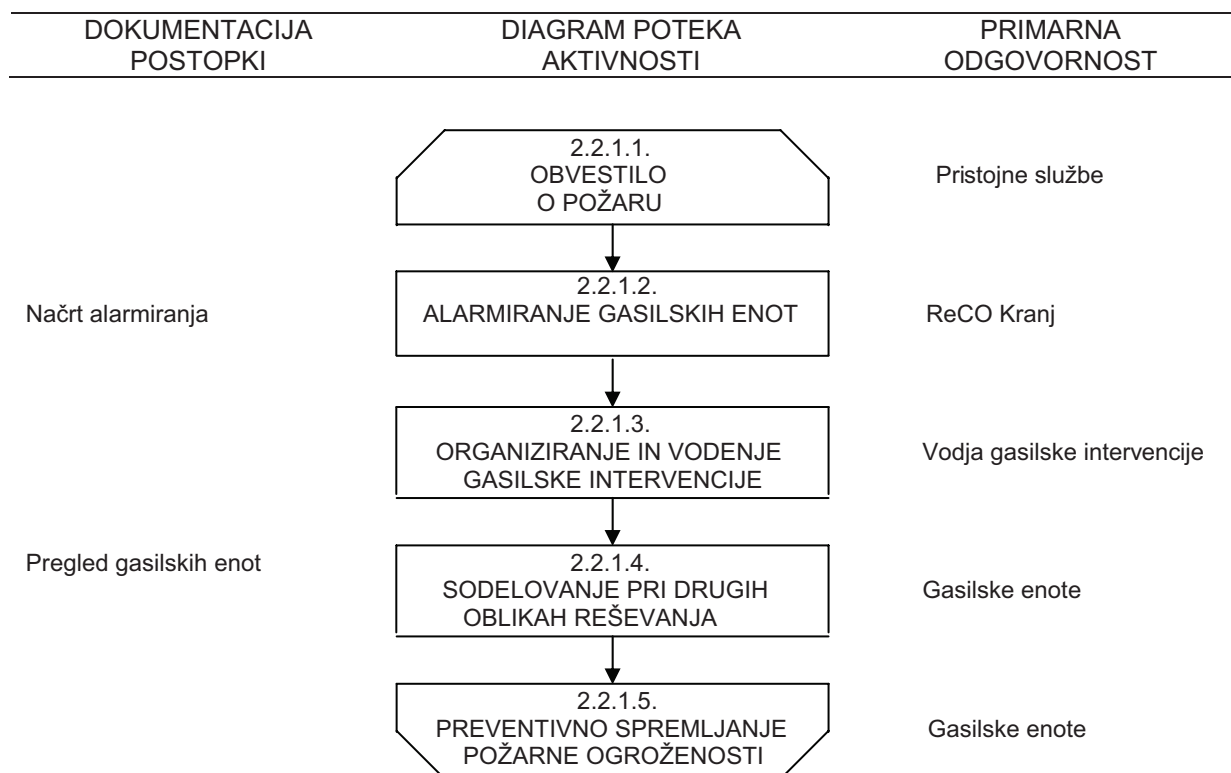 DOKUMENTACIJA
POSTOPKI
DIAGRAM POTEKA
AKTIVNOSTI
PRIMARNA
ODGOVORNOST
2.2.1.1.
OBVESTILO
O POŽARU
Pristojne službe
Načrt alarmiranja
2.2.1.2.
ALARMIRANJE GASILSKIH ENOT
ReCO Kranj
2.2.1.3.
ORGANIZIRANJE IN VODENJE
GASILSKE INTERVENCIJE
Vodja gasilske intervencije
Pregled gasilskih enot
2.2.1.4.
SODELOVANJE PRI DRUGIH
OBLIKAH REŠEVANJA
Gasilske enote
2.2.1.5.
PREVENTIVNO SPREMLJANJE
POŽARNE OGROŽENOSTI
Gasilske enote